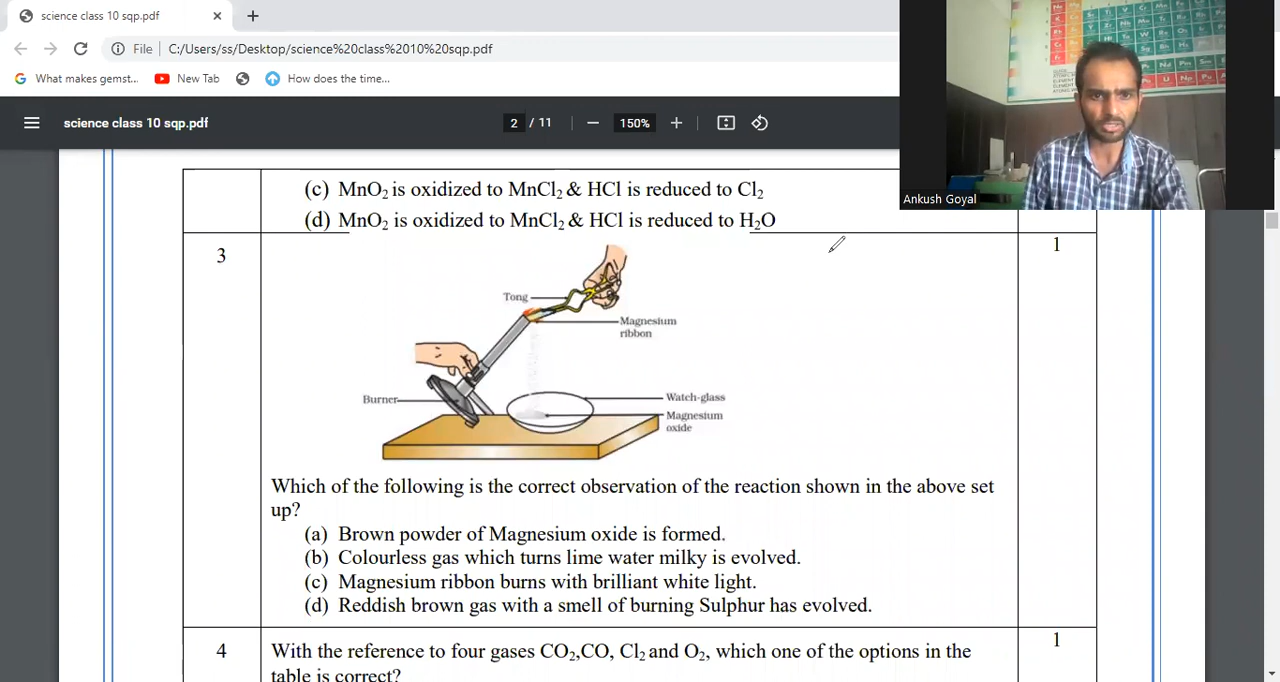 science class 10 sqp.pdf
File
C:/Users/ss/Desktop/science%20class%2010%20sqp.pdf
What makes gemst...
New Tab
How does the time...
science class 10 sqp.pdf
2 / 11
150%
Ankush Goyal
(c) MnO₂ is oxidized to MnCl₂ & HCl is reduced to Cl₂
(d) MnO₂ is oxidized to MnCl₂ & HCl is reduced to H₂O
3
1
Tong
Magnesium
ribbon
Burner
Watch-glass
Magnesium
oxide
Which of the following is the correct observation of the reaction shown in the above set
up?
(a) Brown powder of Magnesium oxide is formed.
(b) Colourless gas which turns lime water milky is evolved.
(c) Magnesium ribbon burns with brilliant white light.
(d) Reddish brown gas with a smell of burning Sulphur has evolved.
4
1
With the reference to four gases CO₂,CO, Cl₂ and O₂, which one of the options in the
table is correct?